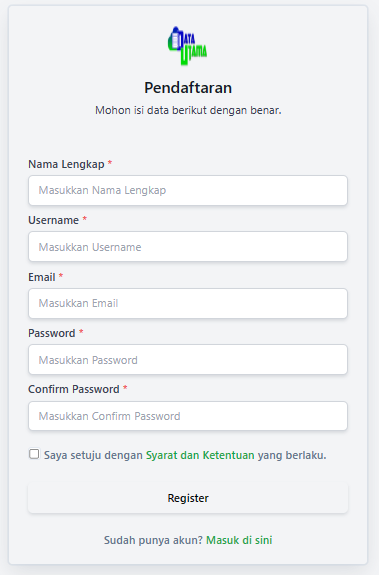 DATA
UTAMA
Pendaftaran
Mohon isi data berikut dengan benar.
Nama Lengkap *
Masukkan Nama Lengkap
Username *
Masukkan Username
Email *
Masukkan Email
Password *
Masukkan Password
Confirm Password *
Masukkan Confirm Password
Saya setuju dengan Syarat dan Ketentuan yang berlaku.
Register
Sudah punya akun? Masuk di sini